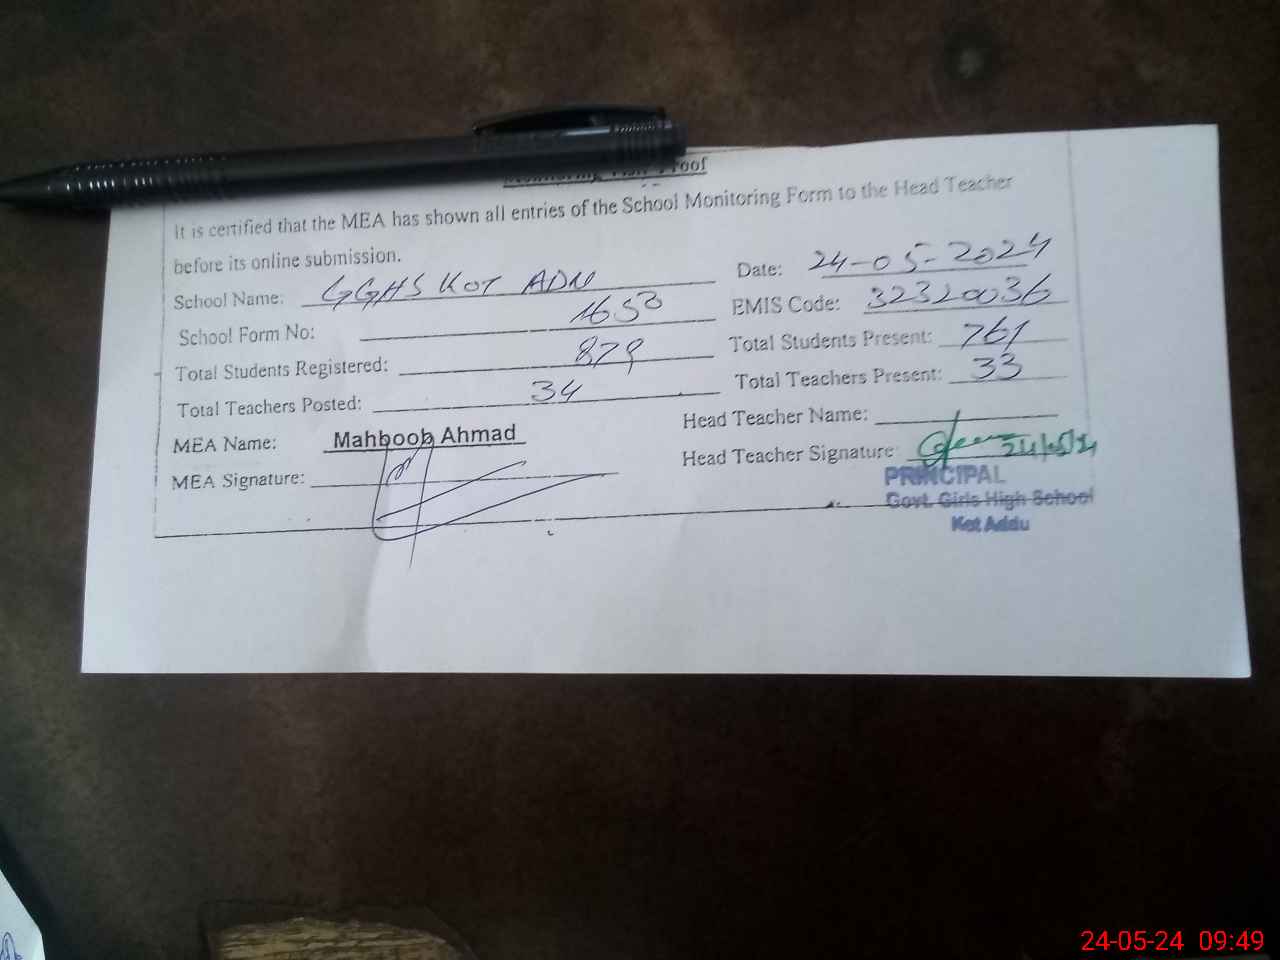 Monitoring Visit Proof
It is certified that the MEA has shown all entries of the School Monitoring Form to the Head Teacher
before its online submission.
School Name: GGHS KOT ADU Date: 24-05-2024
School Form No: 1653 EMIS Code: 32320036
Total Students Registered: 879 Total Students Present: 761
Total Teachers Posted: 34 Total Teachers Present: 33
MEA Name: Mahboob Ahmad Head Teacher Name:
MEA Signature: Head Teacher Signature: 24/05/24
PRINCIPAL
Govt. Girls High School
Kot Addu
24-05-24 09:49